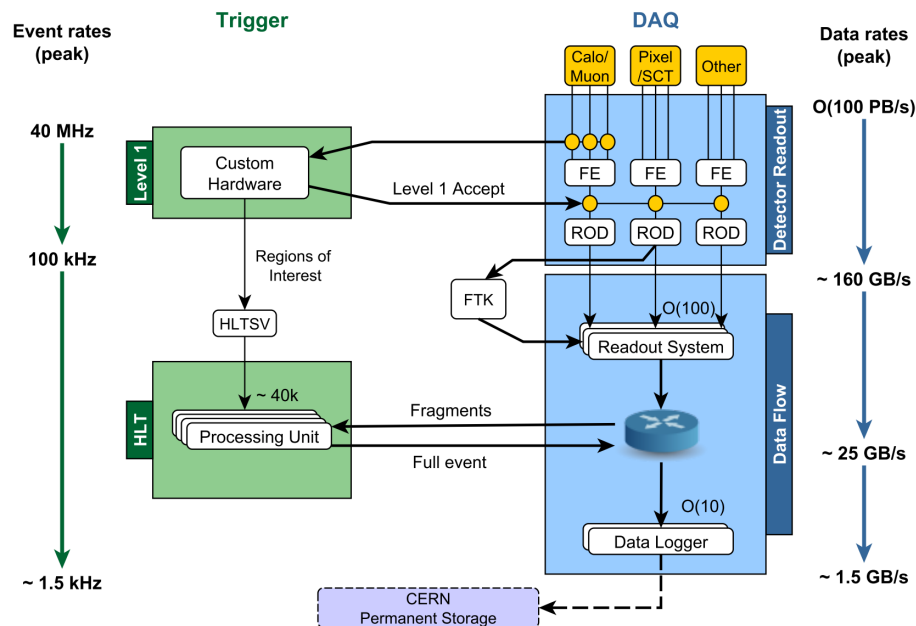 Event rates
(peak)
Trigger
DAQ
Data rates
(peak)
Calo/
Muon
Pixel
/SCT
Other
40 MHz
O(100 PB/s)
Level 1
Custom
Hardware
Level 1 Accept
FE
FE
FE
ROD
ROD
ROD
Detector Readout
100 kHz
Regions of
Interest
FTK
~ 160 GB/s
HLTSV
O(100)
Readout System
HLT
~ 40k
Processing Unit
Fragments
Full event
Data Flow
~ 25 GB/s
O(10)
Data Logger
~ 1.5 kHz
~ 1.5 GB/s
CERN
Permanent Storage